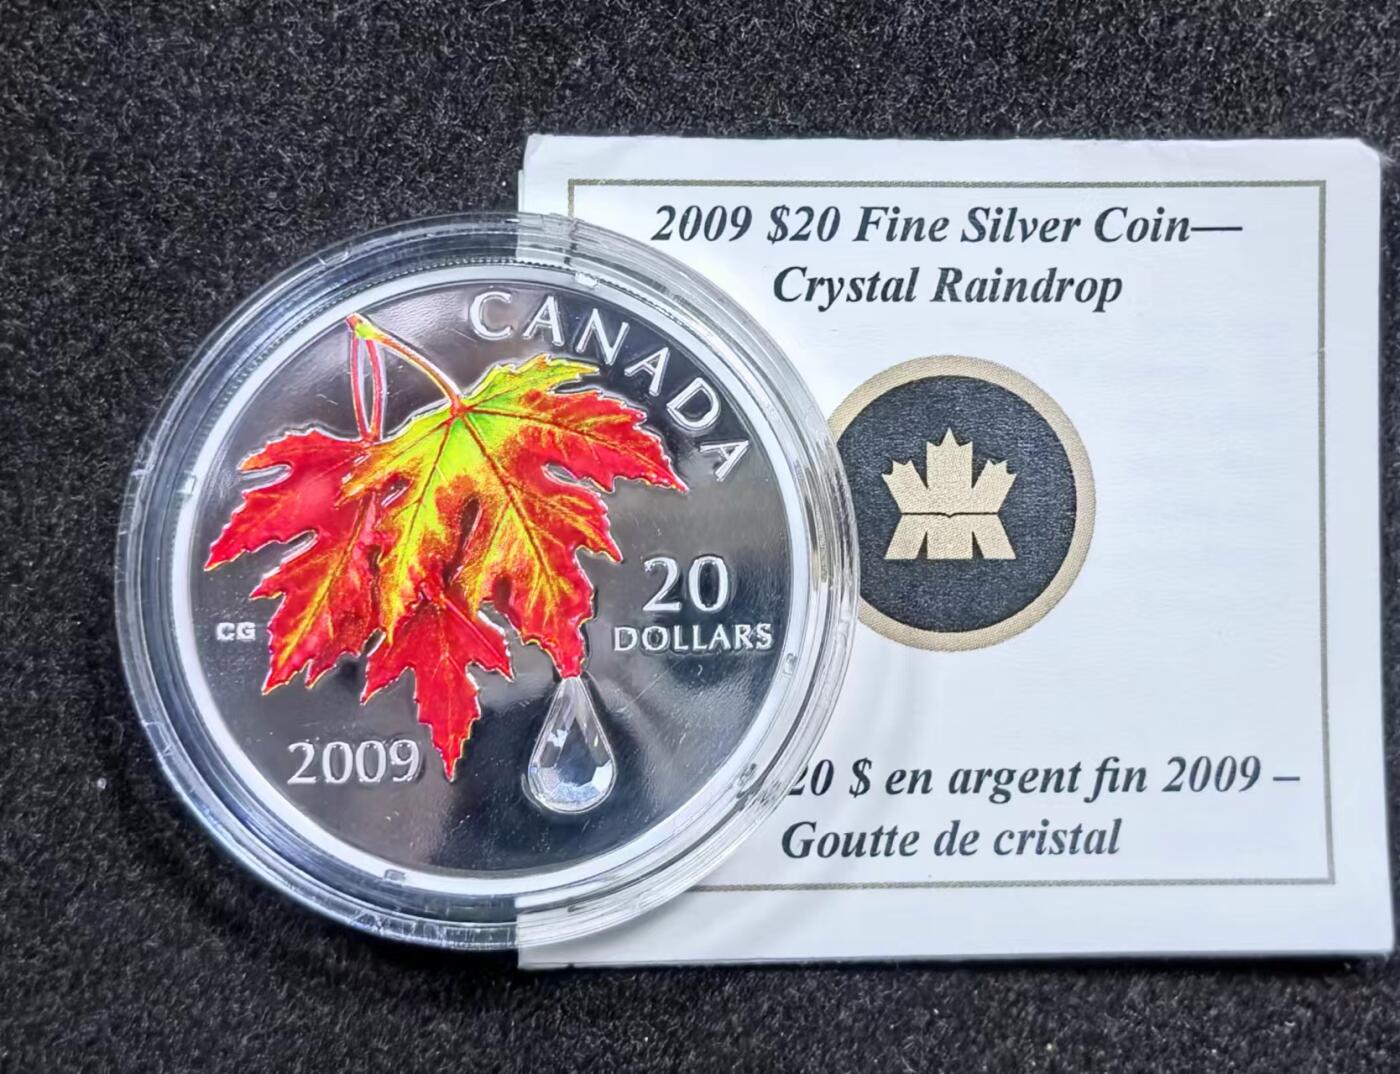 2009 $20 Fine Silver Coin—
Crystal Raindrop
CANADA
20
DOLLARS
CG
2009
20 $ en argent fin 2009 –
Goutte de cristal